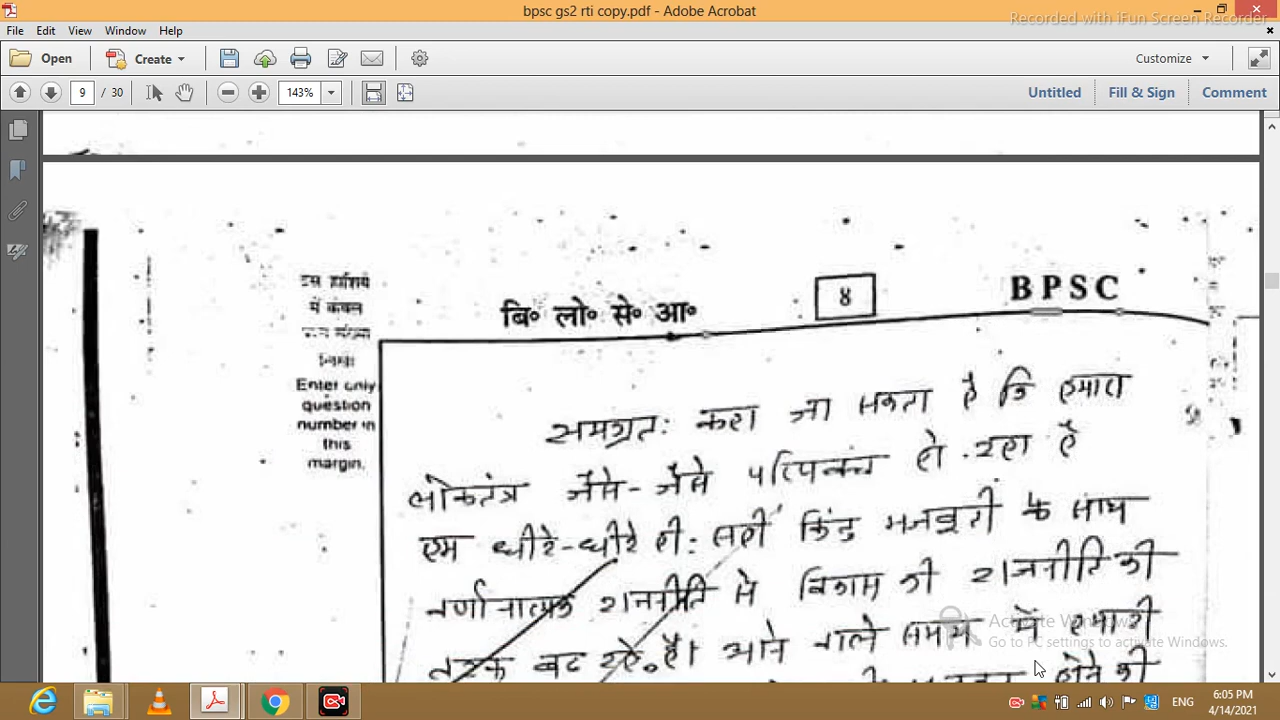 bpsc gs2 rti copy.pdf - Adobe Acrobat
Recorded with iFun Screen Recorder
File Edit View Window Help
Open Create Customize
9 / 30 143% Untitled Fill & Sign Comment
इस हाशिये
में केवल
प्रश्न संख्या
लिखें
Enter only
question
number in
this
margin.
बि॰ लो॰ से॰ आ॰ 8 BPSC
समग्रतः कहा जा सकता है कि हमारा
लोकतंत्र जैसे-जैसे परिपक्व हो रहा है
हम धीरे-धीरे ही सही किंतु मजबूती के साथ
राजनीति से विकास की राजनीति की
बढ़ रहे है। आने वाले समय में हमारी
होने की
Activate Windows
Go to PC settings to activate Windows.
ENG 6:05 PM
4/14/2021